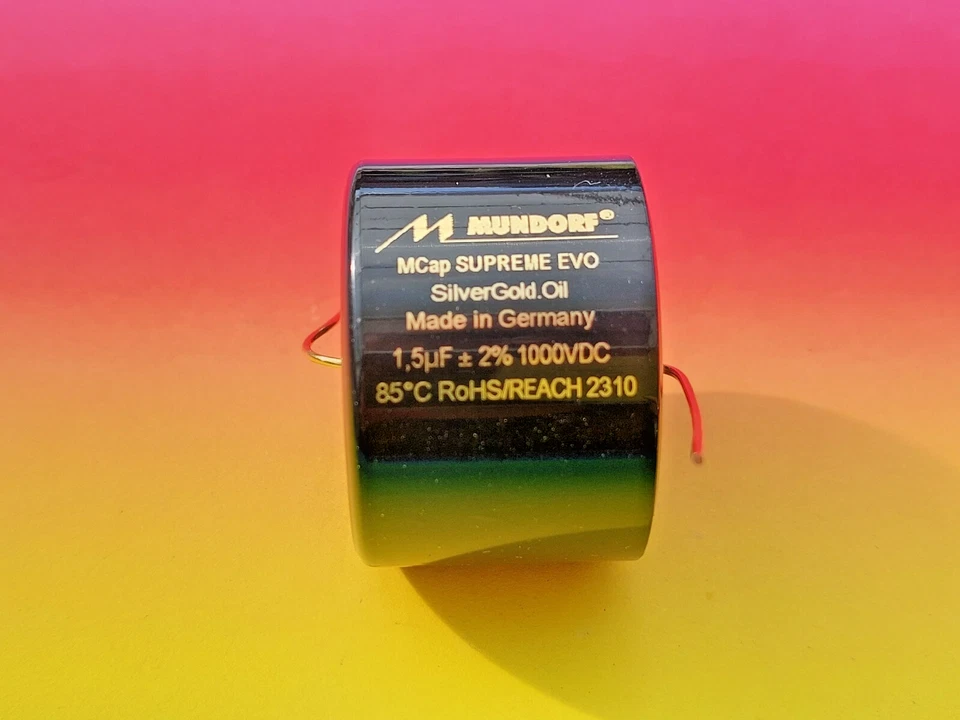 M MUNDORF®
MCap SUPREME EVO
SilverGold.Oil
Made in Germany
1,5µF ± 2% 1000VDC
85°C RoHS/REACH 2310